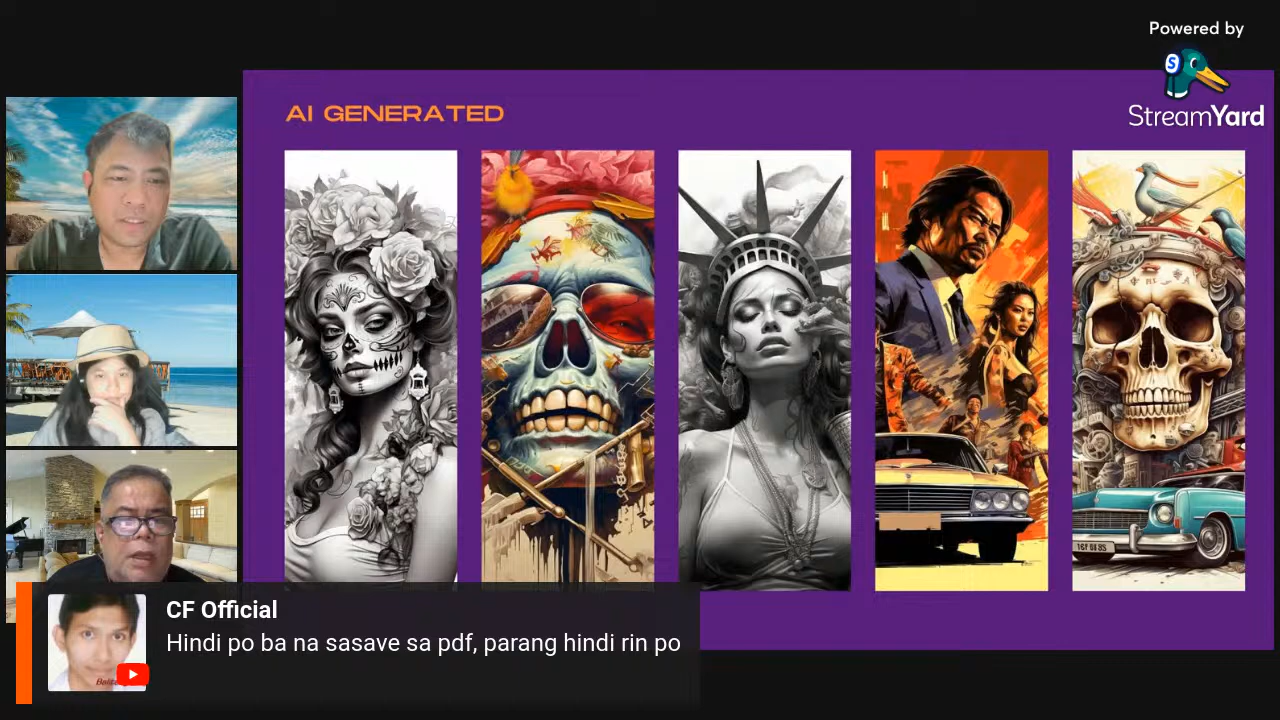 Powered by
StreamYard
AI GENERATED
CF Official
Hindi po ba na sasave sa pdf, parang hindi rin po